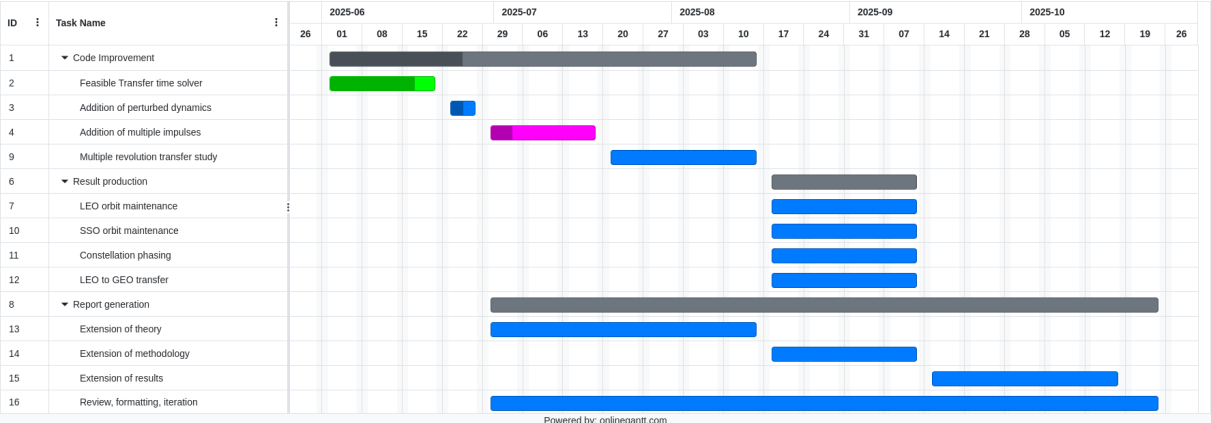 2025-06 2025-07 2025-08 2025-09 2025-10
ID Task Name
26 01 08 15 22 29 06 13 20 27 03 10 17 24 31 07 14 21 28 05 12 19 26
1 Code Improvement
2 Feasible Transfer time solver
3 Addition of perturbed dynamics
4 Addition of multiple impulses
9 Multiple revolution transfer study
6 Result production
7 LEO orbit maintenance
10 SSO orbit maintenance
11 Constellation phasing
12 LEO to GEO transfer
8 Report generation
13 Extension of theory
14 Extension of methodology
15 Extension of results
16 Review, formatting, iteration
Powered by: onlinegantt.com